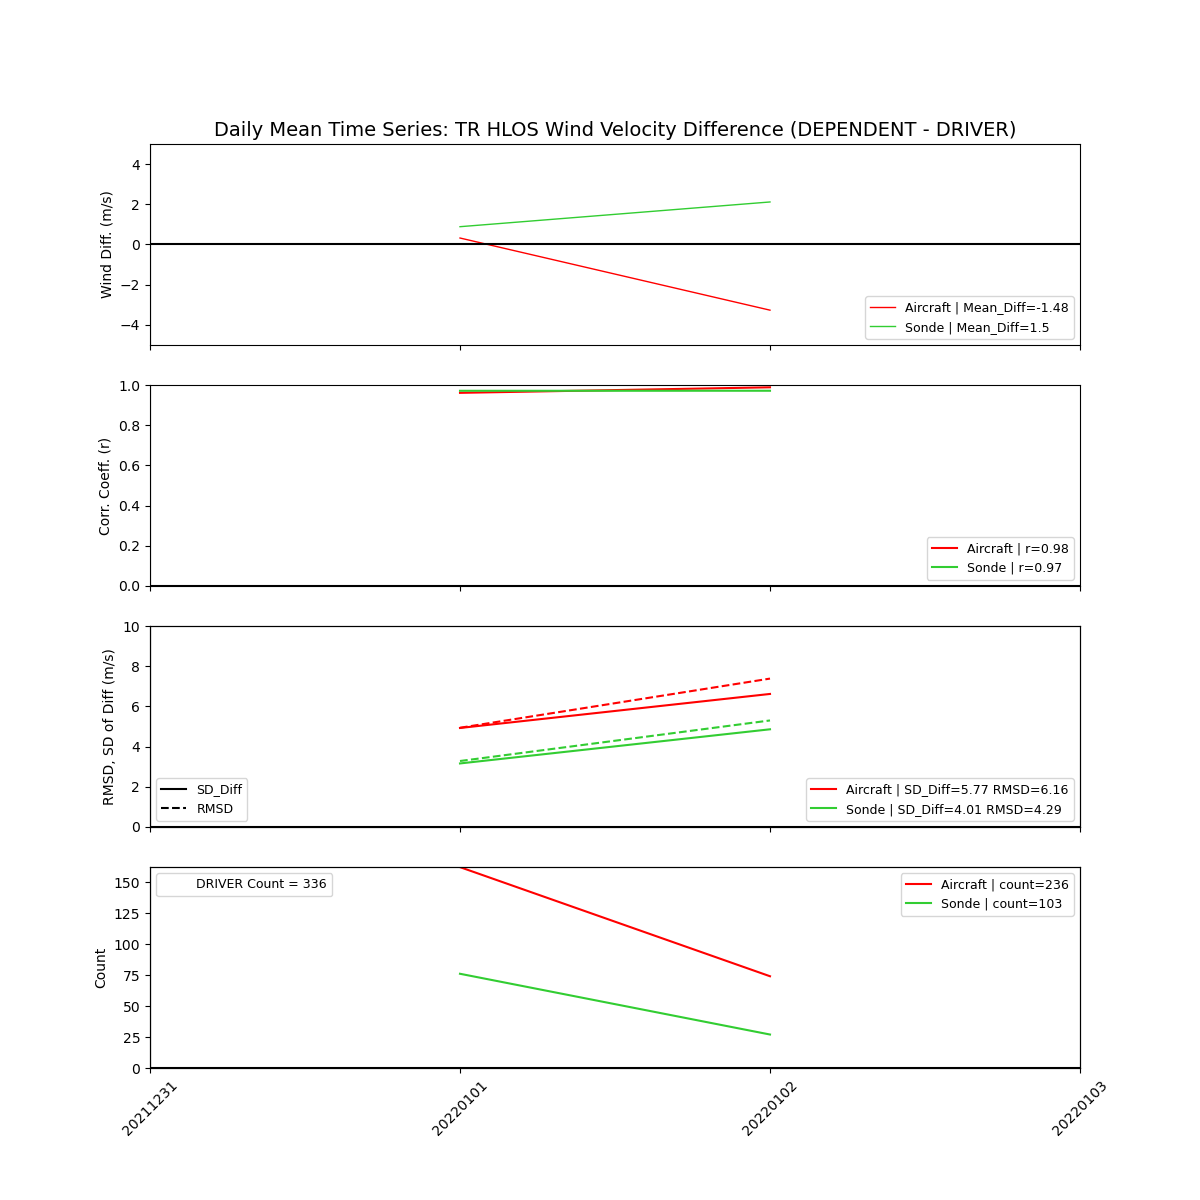 Daily Mean Time Series: TR HLOS Wind Velocity Difference (DEPENDENT - DRIVER)
Wind Diff. (m/s)
4
2
0
−2
−4
Aircraft | Mean_Diff=-1.48
Sonde | Mean_Diff=1.5
Corr. Coeff. (r)
1.0
0.8
0.6
0.4
0.2
0.0
Aircraft | r=0.98
Sonde | r=0.97
RMSD, SD of Diff (m/s)
10
8
6
4
2
0
SD_Diff
RMSD
Aircraft | SD_Diff=5.77 RMSD=6.16
Sonde | SD_Diff=4.01 RMSD=4.29
Count
150
125
100
75
50
25
0
DRIVER Count = 336
Aircraft | count=236
Sonde | count=103
20211231
20220101
20220102
20220103